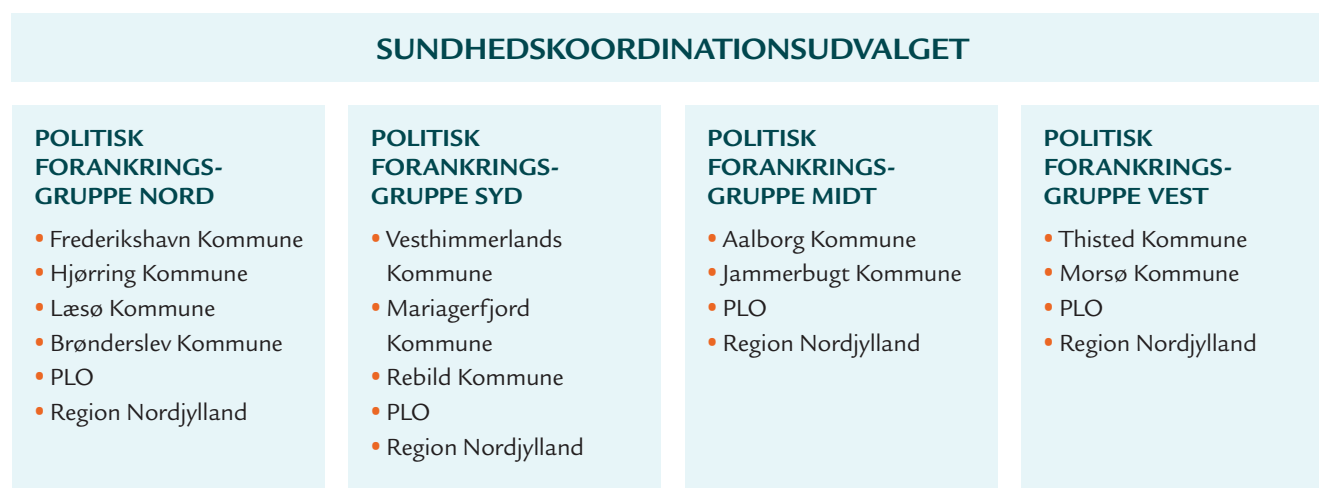 SUNDHEDSKOORDINATIONSUDVALGET
POLITISK
FORANKRINGS-
GRUPPE NORD
• Frederikshavn Kommune
• Hjørring Kommune
• Læsø Kommune
• Brønderslev Kommune
• PLO
• Region Nordjylland
POLITISK
FORANKRINGS-
GRUPPE SYD
• Vesthimmerlands
Kommune
• Mariagerfjord
Kommune
• Rebild Kommune
• PLO
• Region Nordjylland
POLITISK
FORANKRINGS-
GRUPPE MIDT
• Aalborg Kommune
• Jammerbugt Kommune
• PLO
• Region Nordjylland
POLITISK
FORANKRINGS-
GRUPPE VEST
• Thisted Kommune
• Morsø Kommune
• PLO
• Region Nordjylland